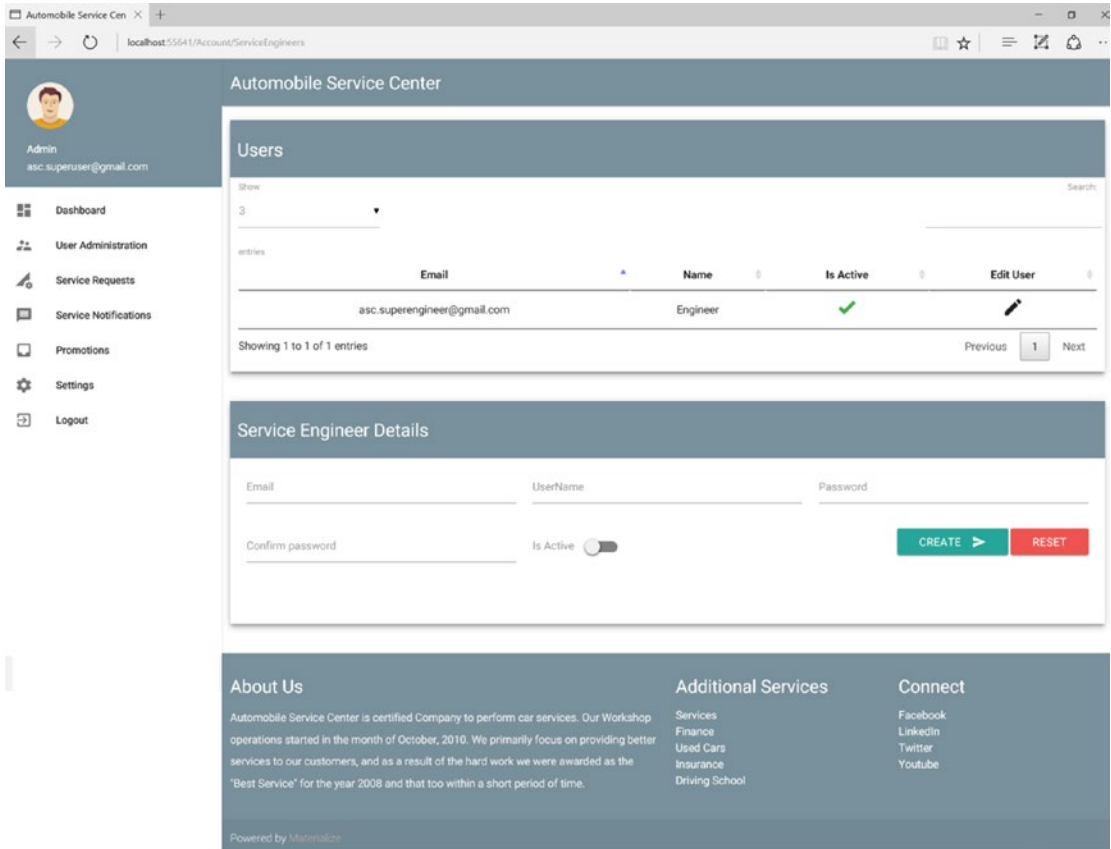 Automobile Service Cen
localhost:55641/Account/ServiceEngineers
Admin
asc.superuser@gmail.com
Dashboard
User Administration
Service Requests
Service Notifications
Promotions
Settings
Logout
Automobile Service Center
Users
Show
Search:
3
entries
Email Name Is Active Edit User
asc.superengineer@gmail.com Engineer
Showing 1 to 1 of 1 entries
Previous 1 Next
Service Engineer Details
Email UserName Password
Confirm password Is Active CREATE RESET
About Us
Automobile Service Center is certified Company to perform car services. Our Workshop
operations started in the month of October, 2010. We primarily focus on providing better
services to our customers, and as a result of the hard work we were awarded as the
"Best Service" for the year 2008 and that too within a short period of time.
Additional Services
Services
Finance
Used Cars
Insurance
Driving School
Connect
Facebook
LinkedIn
Twitter
Youtube
Powered by Materialize